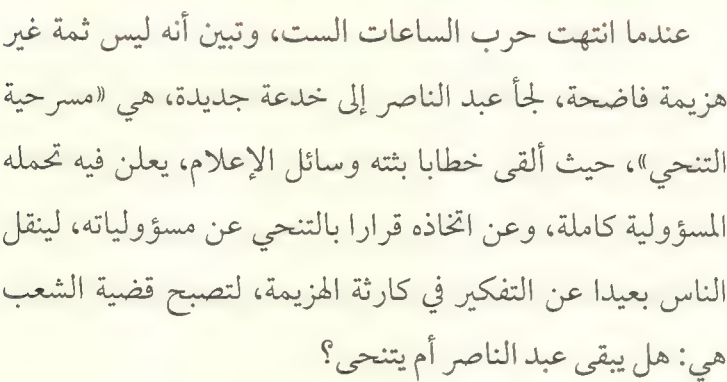 عندما انتهت حرب الساعات الست، وتبين أنه ليس ثمة غير
هزيمة فاضحة، لجأ عبد الناصر إلى خدعة جديدة، هي «مسرحية
التنحي»، حيث ألقى خطابا بثته وسائل الإعلام، يعلن فيه تحمله
المسؤولية كاملة، وعن اتخاذه قرارا بالتنحي عن مسؤولياته، لينقل
الناس بعيدا عن التفكير في كارثة الهزيمة، لتصبح قضية الشعب
هي: هل يبقى عبد الناصر أم يتنحى؟